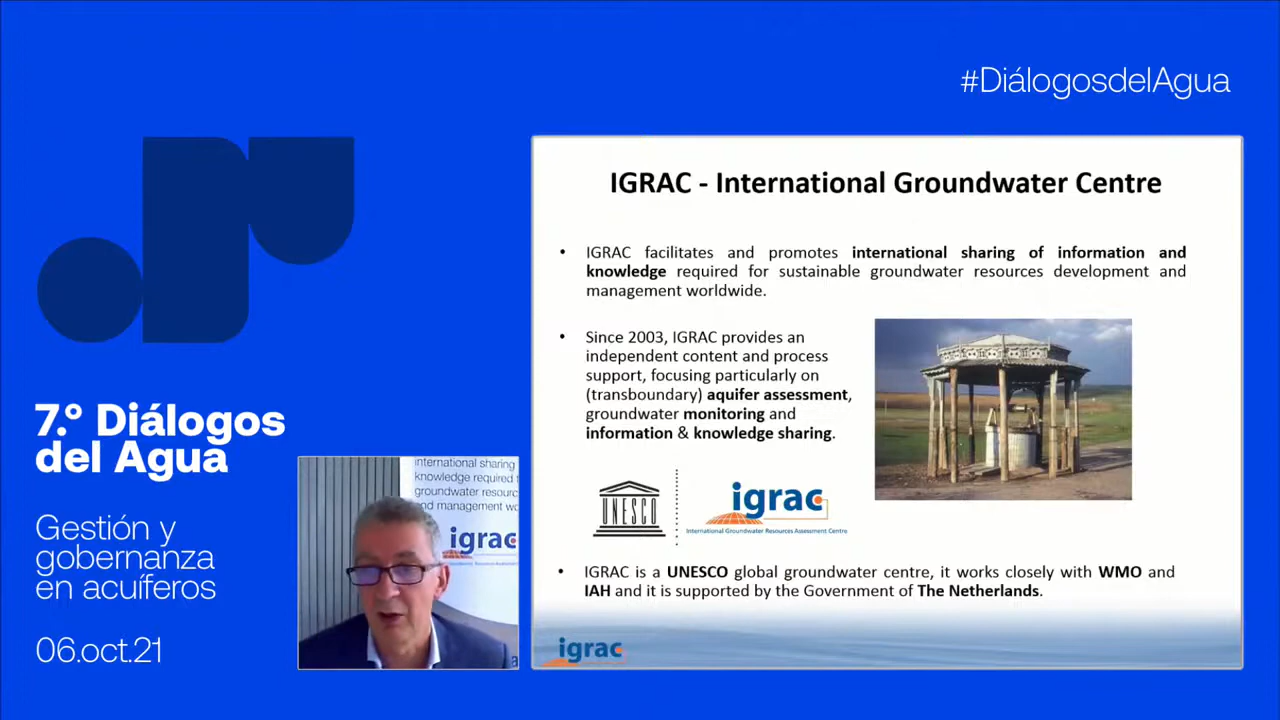 #DiálogosdelAgua
IGRAC - International Groundwater Centre
• IGRAC facilitates and promotes international sharing of information and
knowledge required for sustainable groundwater resources development and
management worldwide.
• Since 2003, IGRAC provides an
independent content and process
support, focusing particularly on
(transboundary) aquifer assessment,
groundwater monitoring and
information & knowledge sharing.
UNESCO
igrac
International Groundwater Resources Assessment Centre
• IGRAC is a UNESCO global groundwater centre, it works closely with WMO and
IAH and it is supported by the Government of The Netherlands.
igrac
7.º Diálogos
del Agua
Gestión y
gobernanza
en acuíferos
06.oct.21
international sharing
knowledge required
groundwater
and management
igrac